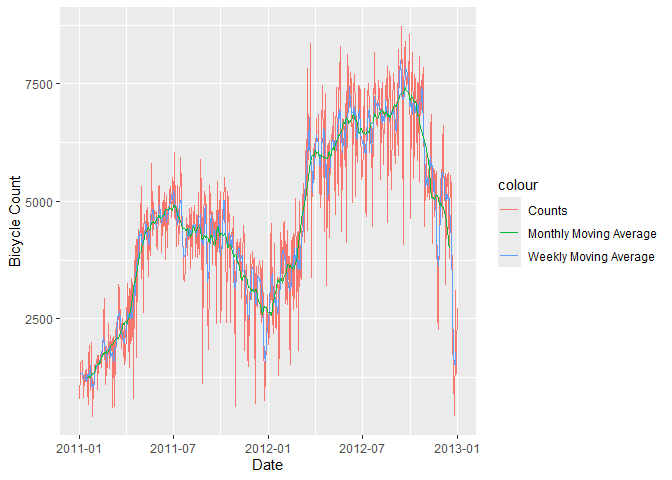 7500
5000
2500
Bicycle Count
2011-01 2011-07 2012-01 2012-07 2013-01
Date
colour
Counts
Monthly Moving Average
Weekly Moving Average